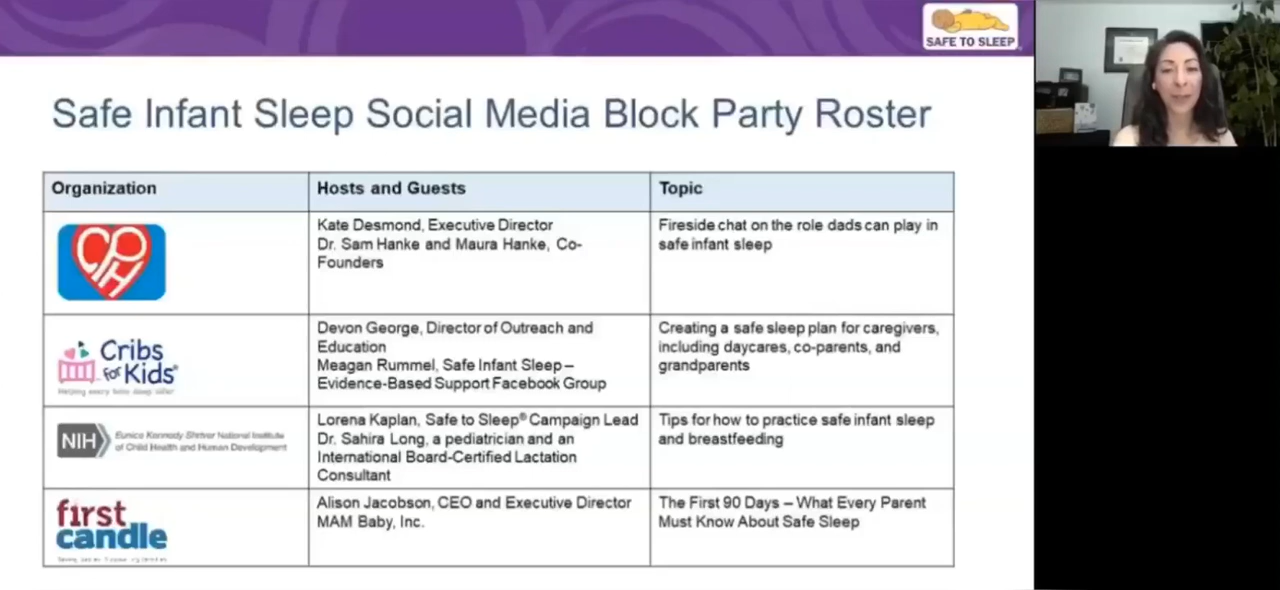 SAFE TO SLEEP
Safe Infant Sleep Social Media Block Party Roster
Organization
Hosts and Guests
Topic
CPH
Kate Desmond, Executive Director
Dr. Sam Hanke and Maura Hanke, Co-
Founders
Fireside chat on the role dads can play in
safe infant sleep
Cribs
for Kids®
Helping every baby sleep safer
Devon George, Director of Outreach and
Education
Meagan Rummel, Safe Infant Sleep –
Evidence-Based Support Facebook Group
Creating a safe sleep plan for caregivers,
including daycares, co-parents, and
grandparents
NIH
Eunice Kennedy Shriver National Institute
of Child Health and Human Development
Lorena Kaplan, Safe to Sleep® Campaign Lead
Dr. Sahira Long, a pediatrician and an
International Board-Certified Lactation
Consultant
Tips for how to practice safe infant sleep
and breastfeeding
first
candle
Alison Jacobson, CEO and Executive Director
MAM Baby, Inc.
The First 90 Days – What Every Parent
Must Know About Safe Sleep